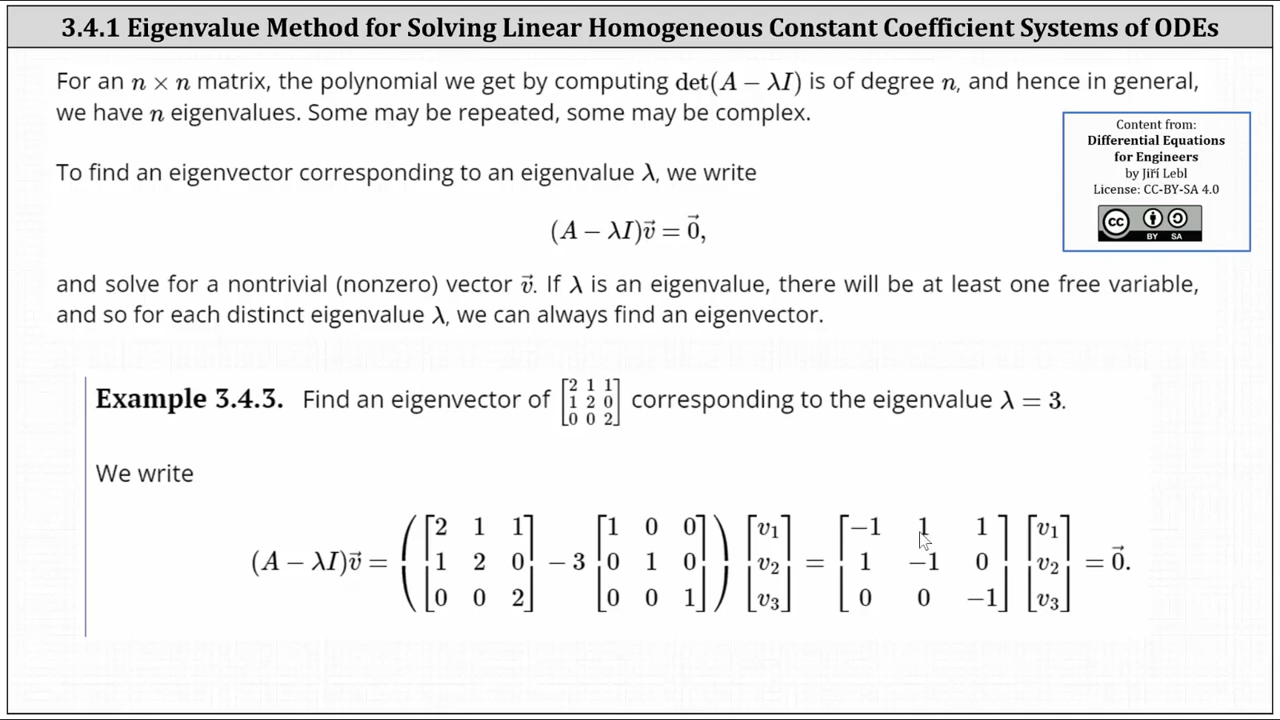 3.4.1 Eigenvalue Method for Solving Linear Homogeneous Constant Coefficient Systems of ODEs
For an n × n matrix, the polynomial we get by computing det(A − λI) is of degree n, and hence in general,
we have n eigenvalues. Some may be repeated, some may be complex.
Content from:
Differential Equations
for Engineers
by Jiří Lebl
License: CC-BY-SA 4.0
cc
BY SA
To find an eigenvector corresponding to an eigenvalue λ, we write
(A − λI)v⃗ = 0⃗,
and solve for a nontrivial (nonzero) vector v⃗. If λ is an eigenvalue, there will be at least one free variable,
and so for each distinct eigenvalue λ, we can always find an eigenvector.
Example 3.4.3. Find an eigenvector of [2 1 1; 1 2 0; 0 0 2] corresponding to the eigenvalue λ = 3.
We write
(A − λI)v⃗ = ([2 1 1; 1 2 0; 0 0 2] − 3 [1 0 0; 0 1 0; 0 0 1]) [v₁; v₂; v₃] = [−1 1 1; 1 −1 0; 0 0 −1] [v₁; v₂; v₃] = 0⃗.